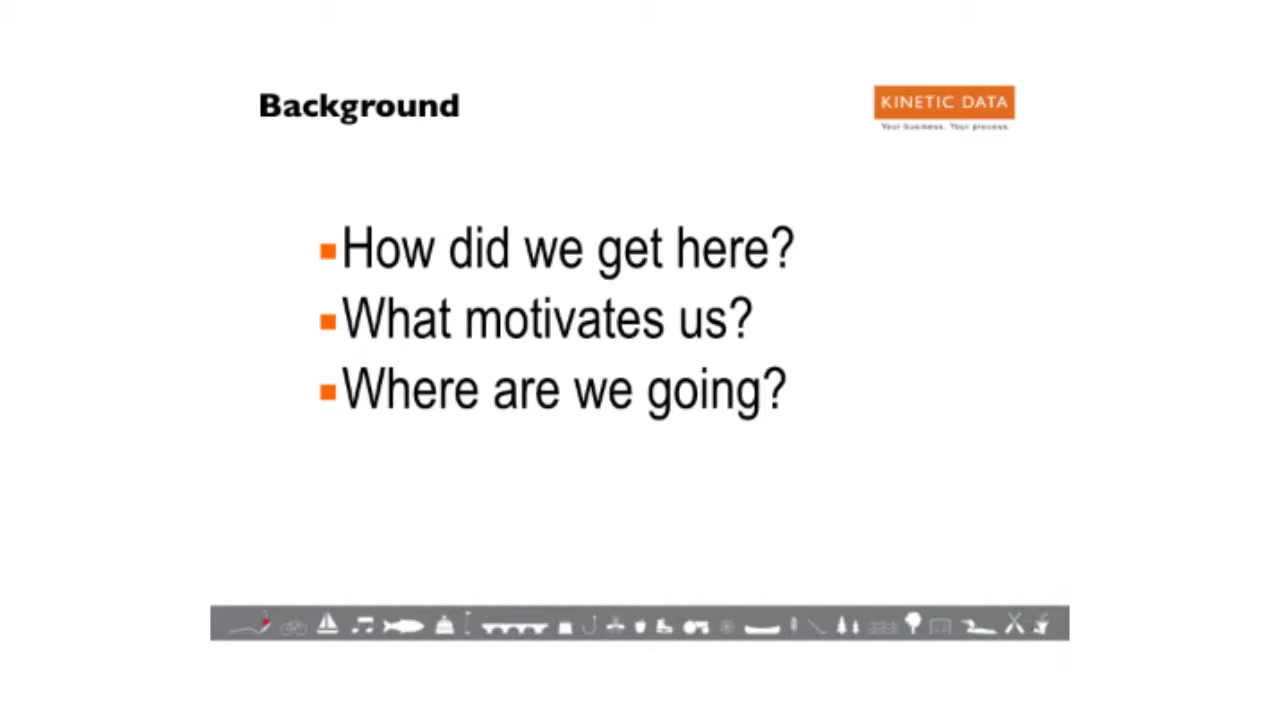 Background
KINETIC DATA
Your business. Your process.
How did we get here?
What motivates us?
Where are we going?